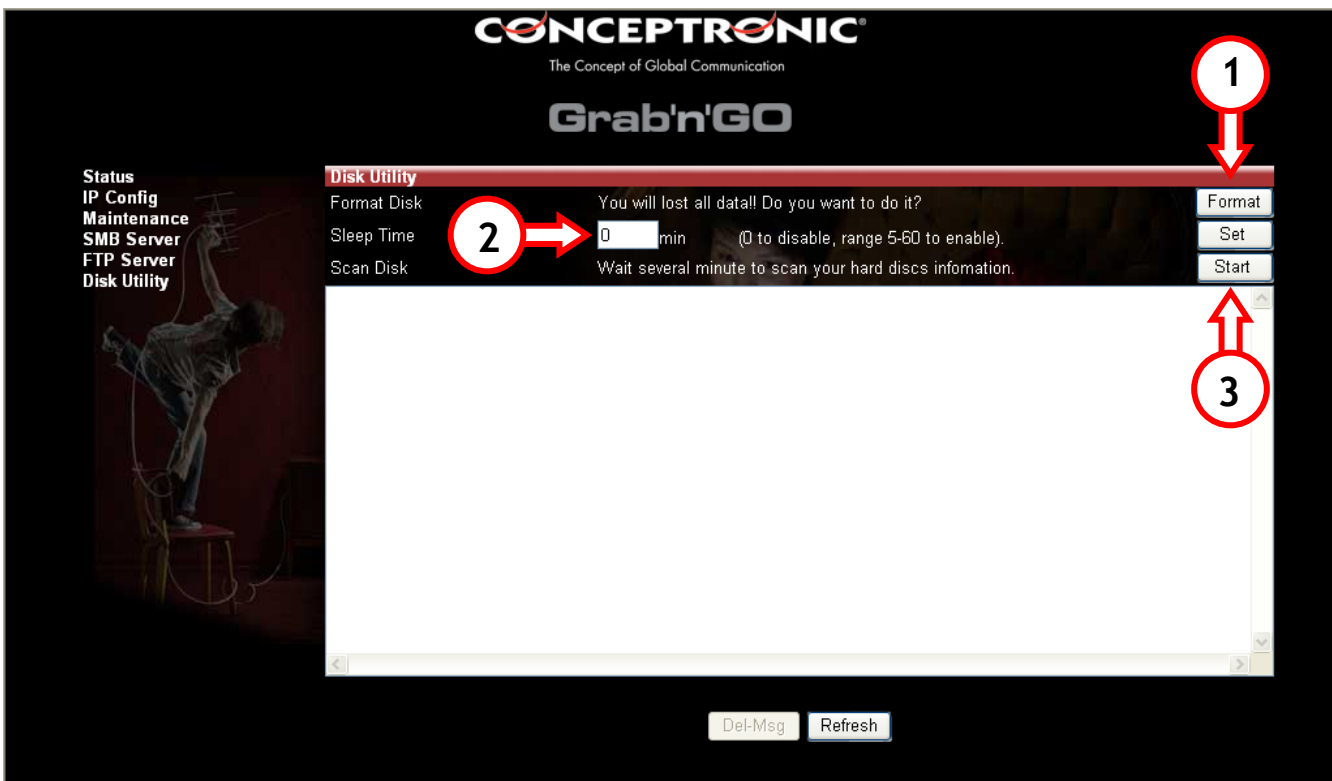 CONCEPTRONIC®
The Concept of Global Communication
Grab'n'GO
1
Status
IP Config
Maintenance
SMB Server
FTP Server
Disk Utility
Disk Utility
Format Disk You will lost all data!! Do you want to do it? Format
Sleep Time 2 0 min (0 to disable, range 5-60 to enable). Set
Scan Disk Wait several minute to scan your hard discs infomation. Start
3
Del-Msg Refresh